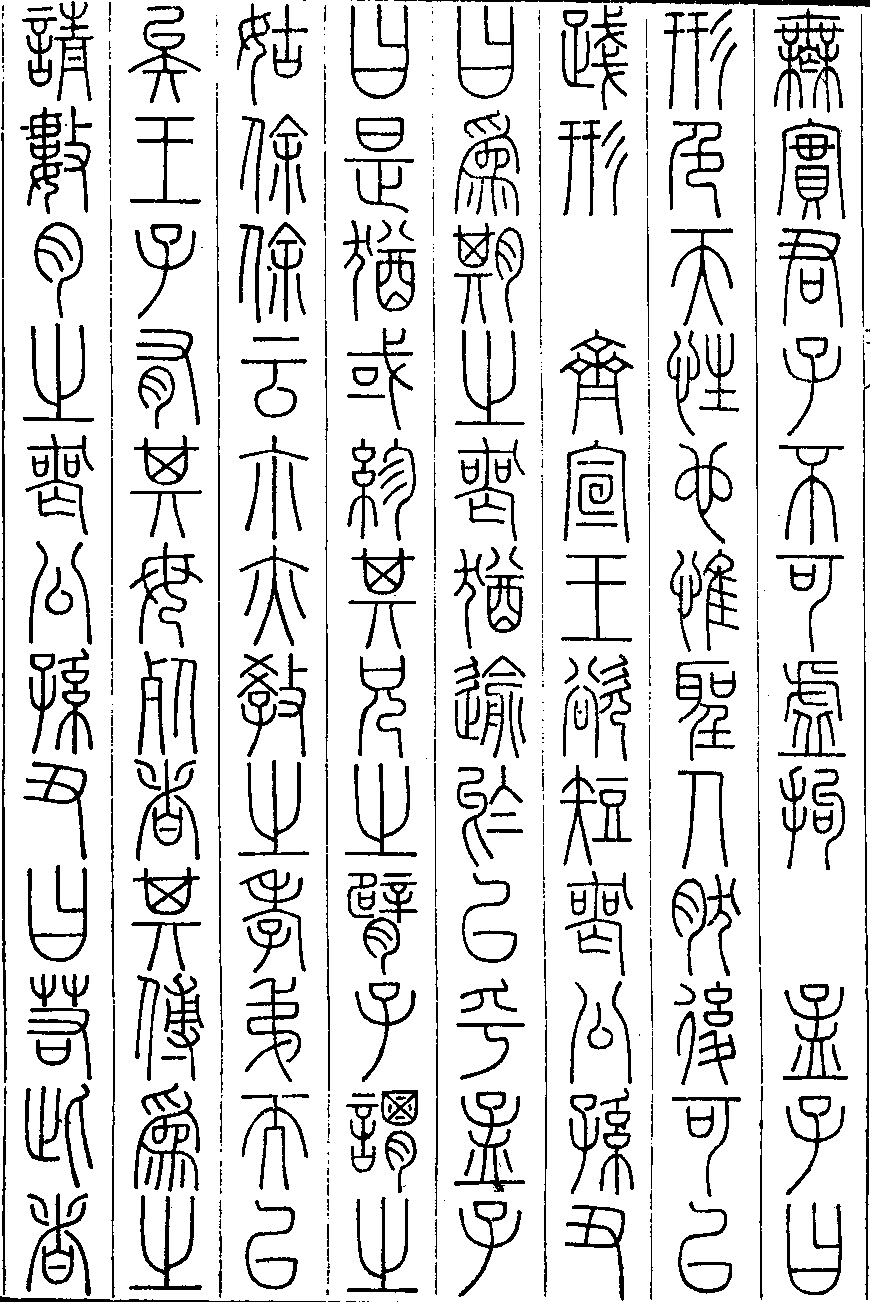 無實君子不可虛拘　孟子曰
形色天性也惟聖人然後可以
踐形　齊宣王欲短喪公孫丑
曰為期之喪猶逾於已乎孟子
曰是猶或紾其兄之臂子謂之
姑徐徐云爾亦教之孝弟而已
矣王子有其母死者其傅為之
請數月之喪公孫丑曰若此者